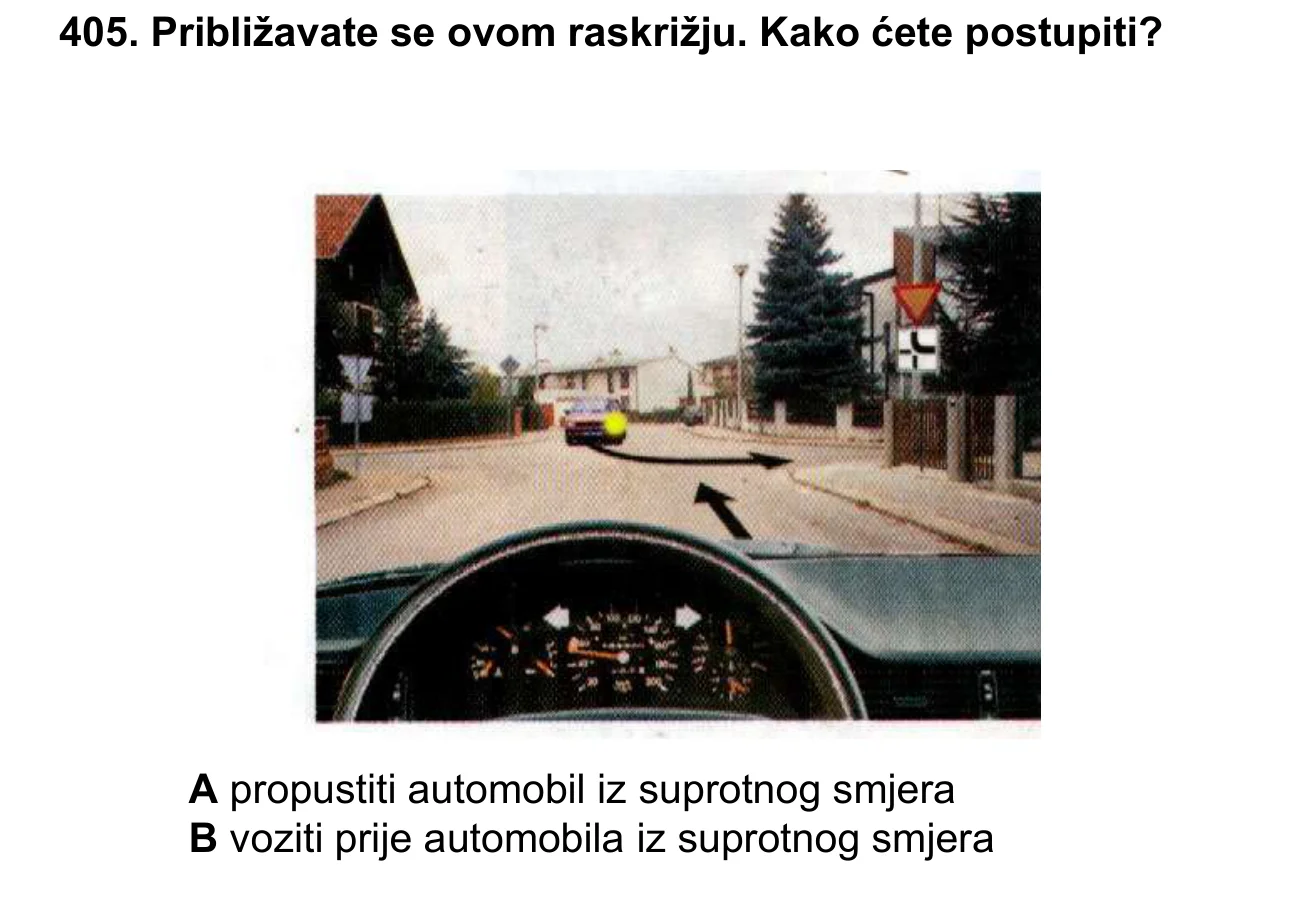 405. Približavate se ovom raskrižju. Kako ćete postupiti?
A propustiti automobil iz suprotnog smjera
B voziti prije automobila iz suprotnog smjera